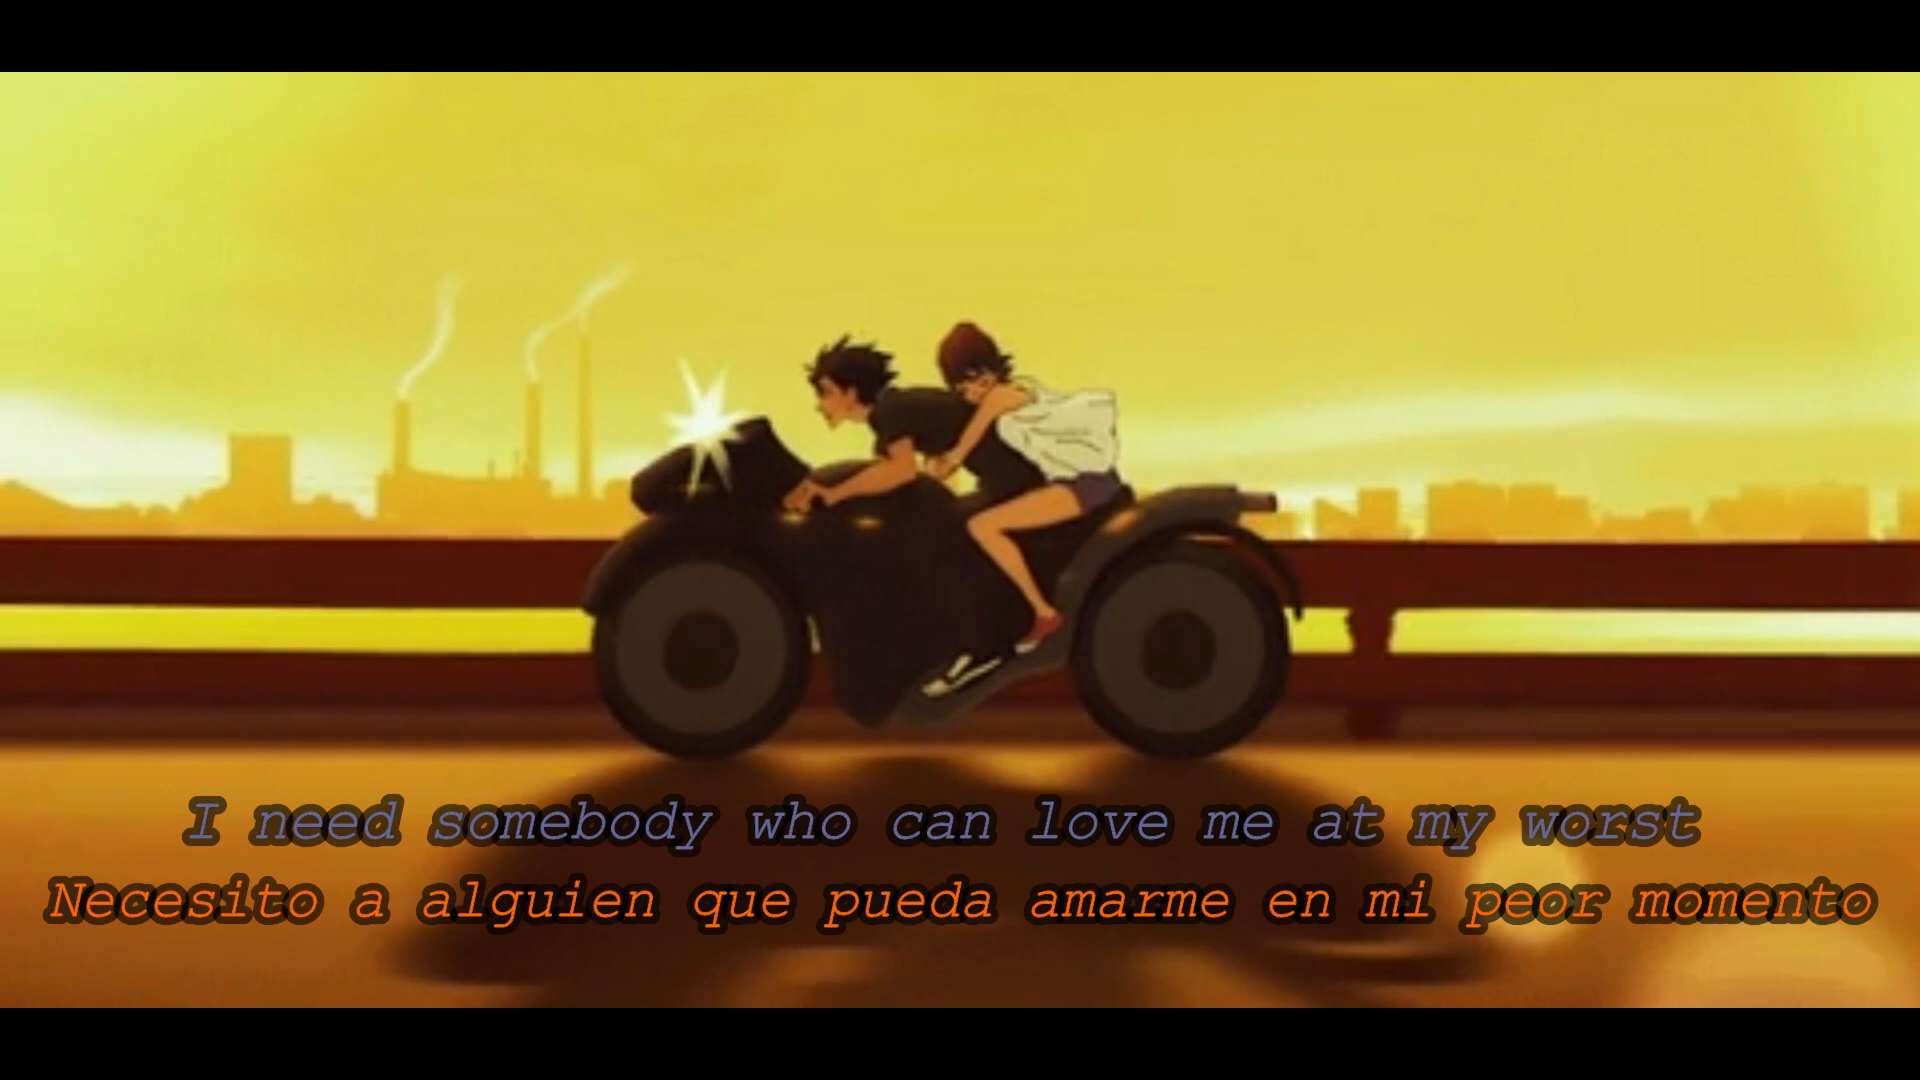 I need somebody who can love me at my worst
Necesito a alguien que pueda amarme en mi peor momento